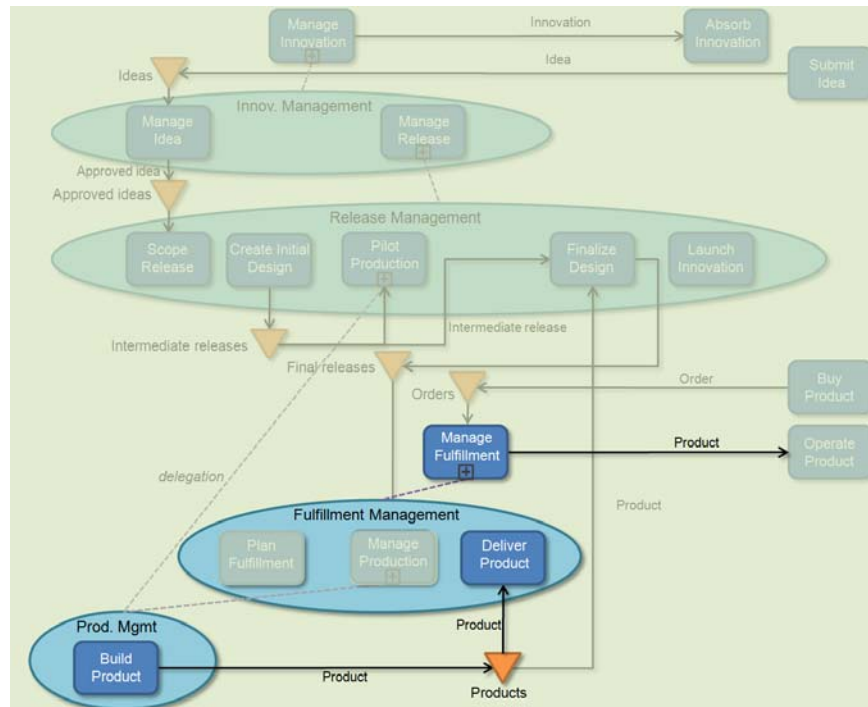 Manage
Innovation
Innovation
Absorb
Innovation
Idea
Submit
Idea
Ideas
Innov. Management
Manage
Idea
Manage
Release
Approved idea
Approved ideas
Release Management
Scope
Release
Create Initial
Design
Pilot
Production
Finalize
Design
Launch
Innovation
Intermediate release
Intermediate releases
Final releases
Orders
Order
Buy
Product
Manage
Fulfillment
Product
Operate
Product
delegation
Product
Fulfillment Management
Plan
Fulfillment
Manage
Production
Deliver
Product
Prod. Mgmt
Product
Build
Product
Product
Products